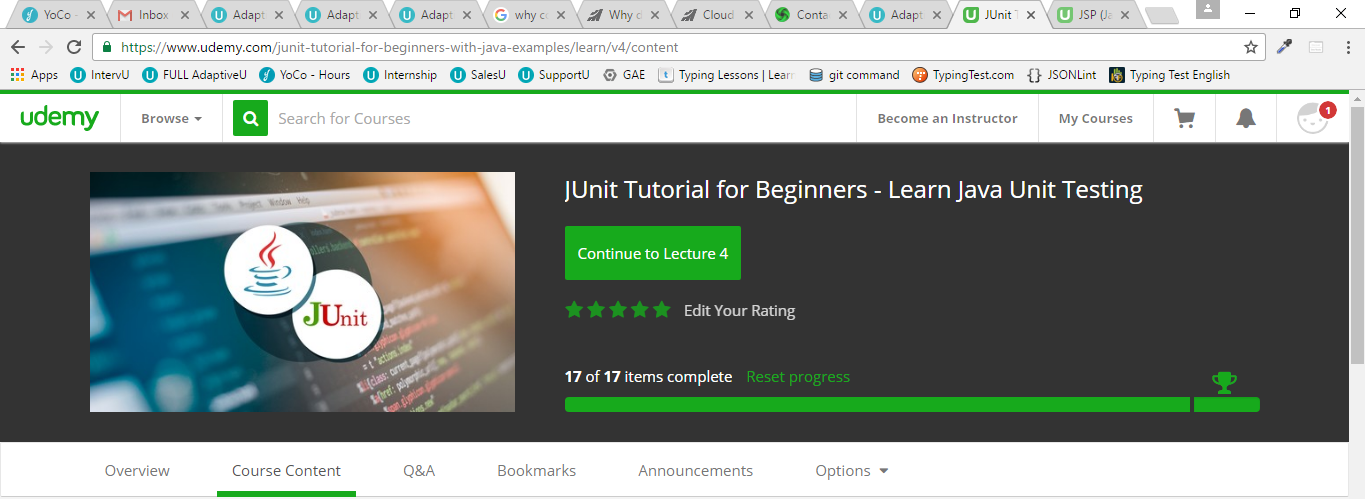 YoCo -
Inbox
Adapt
Adapt
Adapt
why c
Why d
Cloud
Conta
Adapt
JUnit T
JSP (Ja
https://www.udemy.com/junit-tutorial-for-beginners-with-java-examples/learn/v4/content
Apps IntervU FULL AdaptiveU YoCo - Hours Internship SalesU SupportU GAE Typing Lessons | Learn git command TypingTest.com {} JSONLint Typing Test English
udemy Browse Search for Courses Become an Instructor My Courses 1
JUnit Tutorial for Beginners - Learn Java Unit Testing
Continue to Lecture 4
Edit Your Rating
JUnit
17 of 17 items complete Reset progress
Overview Course Content Q&A Bookmarks Announcements Options